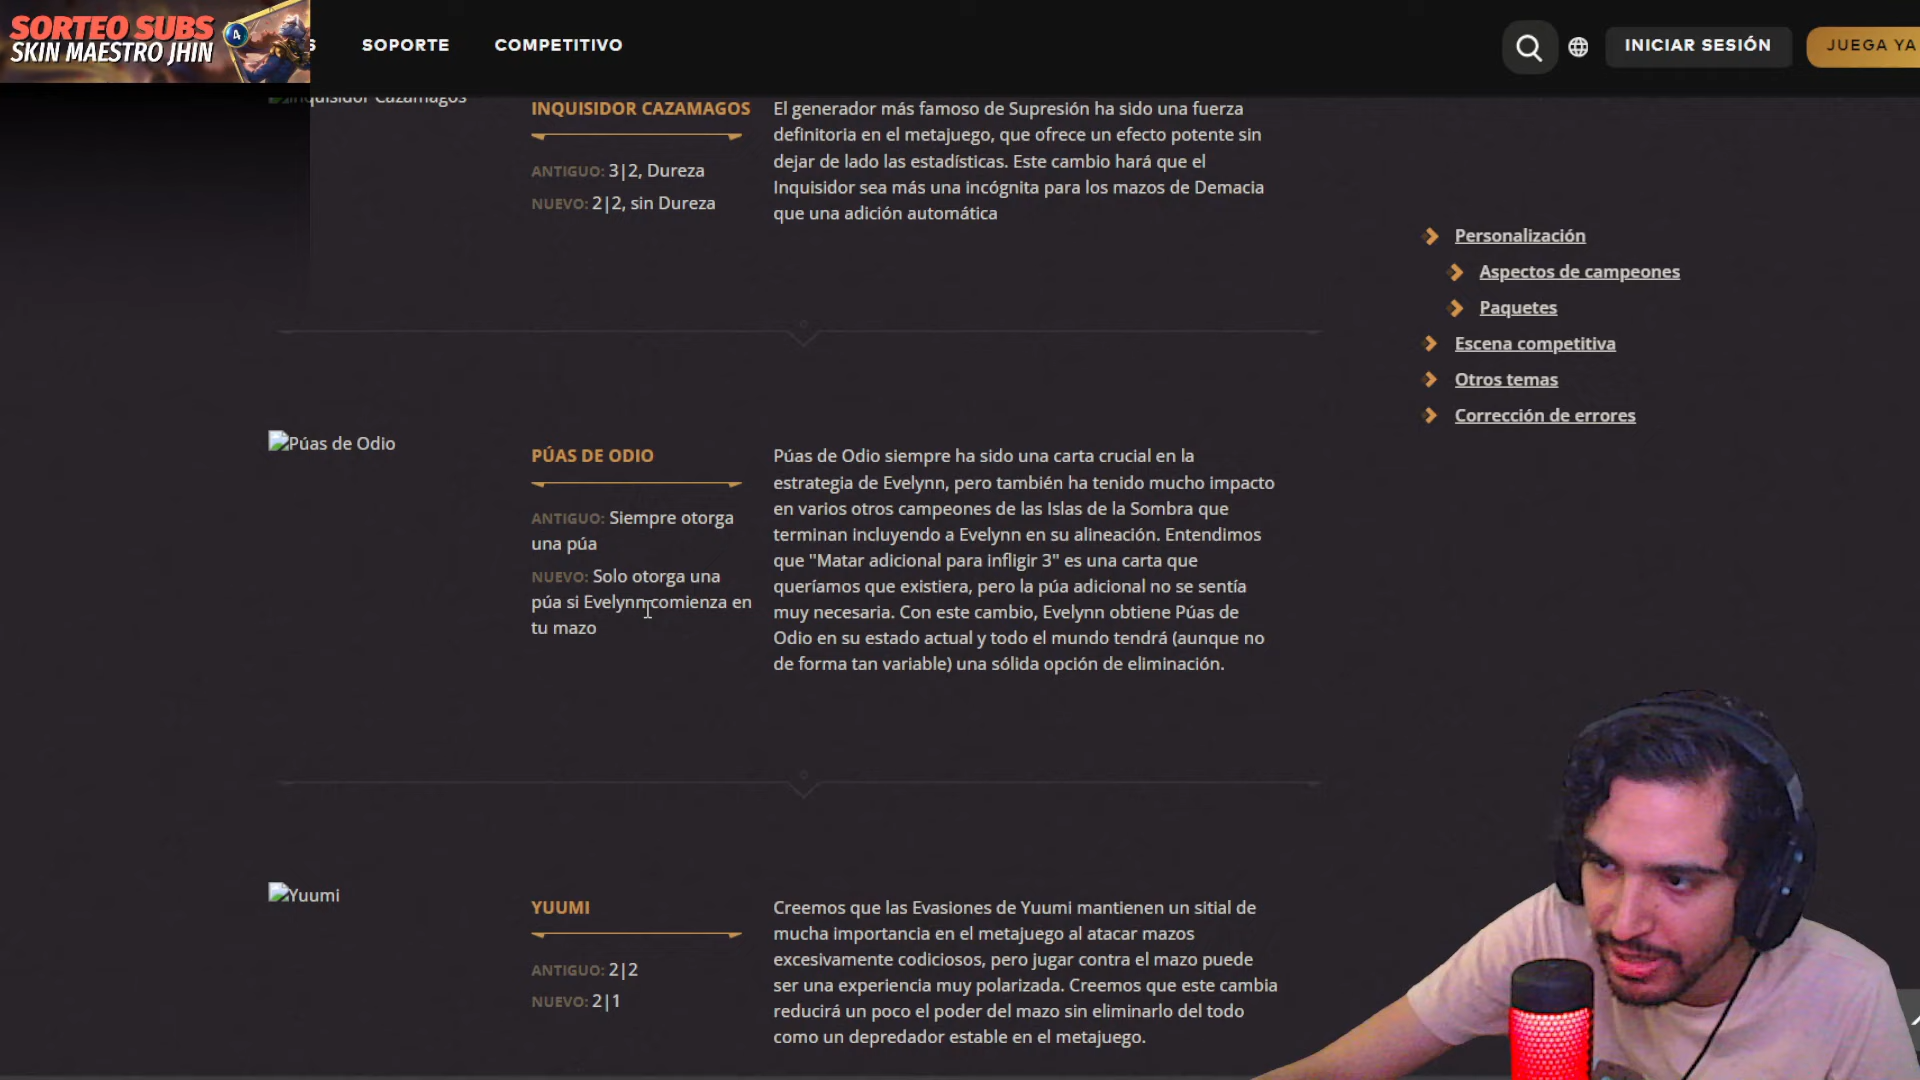 SORTEO SUBS
SKIN MAESTRO JHIN
4
S
SOPORTE
COMPETITIVO
INICIAR SESIÓN
JUEGA YA
Inquisidor Cazamagos
INQUISIDOR CAZAMAGOS
ANTIGUO: 3|2, Dureza
NUEVO: 2|2, sin Dureza
El generador más famoso de Supresión ha sido una fuerza
definitoria en el metajuego, que ofrece un efecto potente sin
dejar de lado las estadísticas. Este cambio hará que el
Inquisidor sea más una incógnita para los mazos de Demacia
que una adición automática
Personalización
Aspectos de campeones
Paquetes
Escena competitiva
Otros temas
Corrección de errores
Púas de Odio
PÚAS DE ODIO
ANTIGUO: Siempre otorga
una púa
NUEVO: Solo otorga una
púa si Evelynn comienza en
tu mazo
Púas de Odio siempre ha sido una carta crucial en la
estrategia de Evelynn, pero también ha tenido mucho impacto
en varios otros campeones de las Islas de la Sombra que
terminan incluyendo a Evelynn en su alineación. Entendimos
que "Matar adicional para infligir 3" es una carta que
queríamos que existiera, pero la púa adicional no se sentía
muy necesaria. Con este cambio, Evelynn obtiene Púas de
Odio en su estado actual y todo el mundo tendrá (aunque no
de forma tan variable) una sólida opción de eliminación.
Yuumi
YUUMI
ANTIGUO: 2|2
NUEVO: 2|1
Creemos que las Evasiones de Yuumi mantienen un sitial de
mucha importancia en el metajuego al atacar mazos
excesivamente codiciosos, pero jugar contra el mazo puede
ser una experiencia muy polarizada. Creemos que este cambia
reducirá un poco el poder del mazo sin eliminarlo del todo
como un depredador estable en el metajuego.